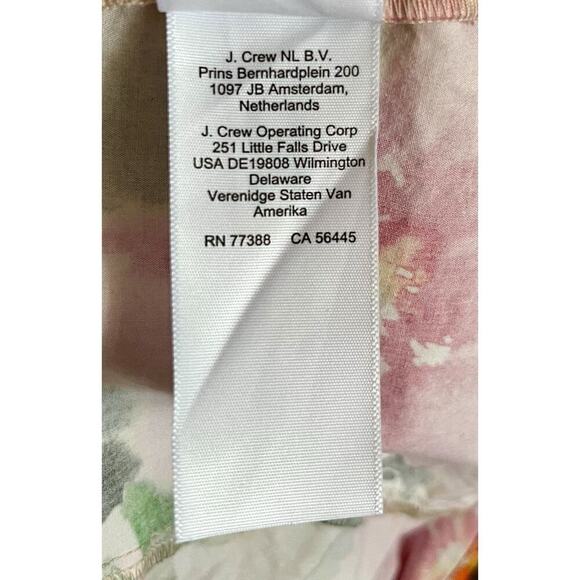 J. Crew NL B.V.
Prins Bernhardplein 200
1097 JB Amsterdam,
Netherlands
J. Crew Operating Corp
251 Little Falls Drive
USA DE19808 Wilmington
Delaware
Verenidge Staten Van
Amerika
RN 77388 CA 56445